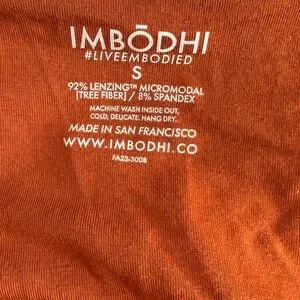 IMBŌDHI
#LIVEEMBODIED
S
92% LENZING™ MICROMODAL
[TREE FIBER] / 8% SPANDEX
MACHINE WASH INSIDE OUT,
COLD, DELICATE. HANG DRY.
MADE IN SAN FRANCISCO
WWW.IMBODHI.CO
FA23-3008